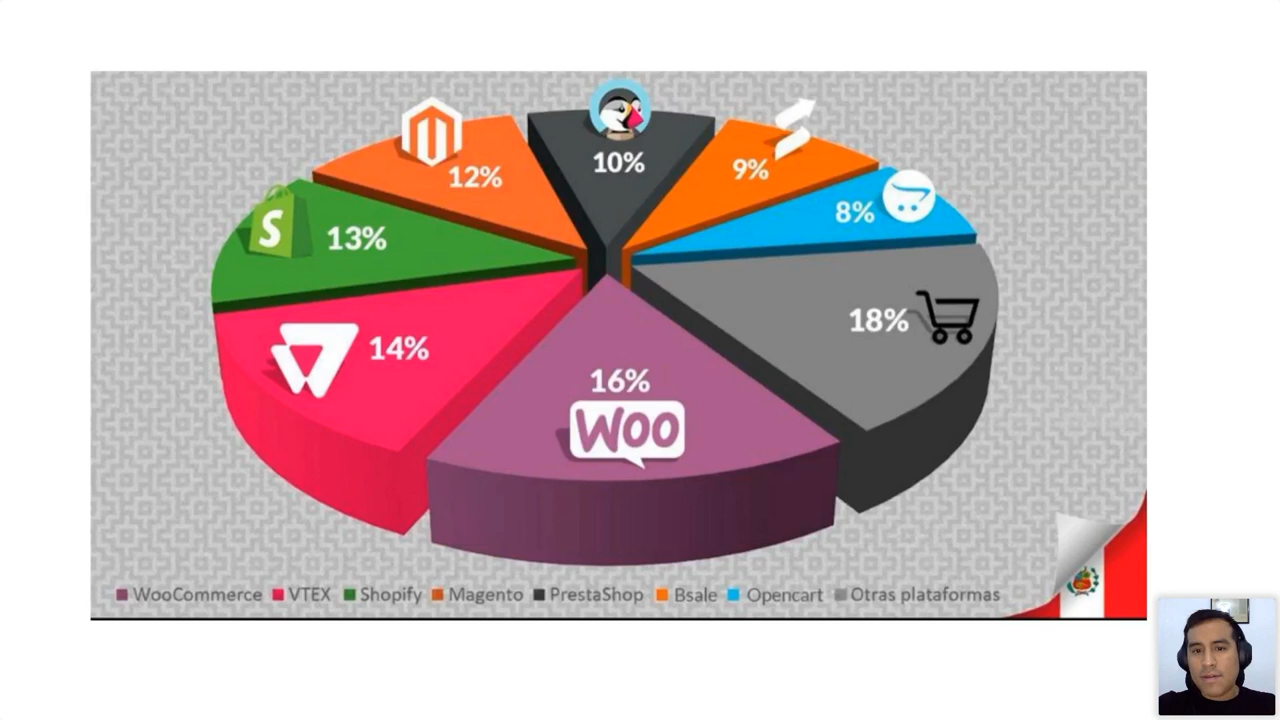 10%
9%
12%
8%
S
13%
18%
14%
16%
WOO
WooCommerce VTEX Shopify Magento PrestaShop Bsale Opencart Otras plataformas